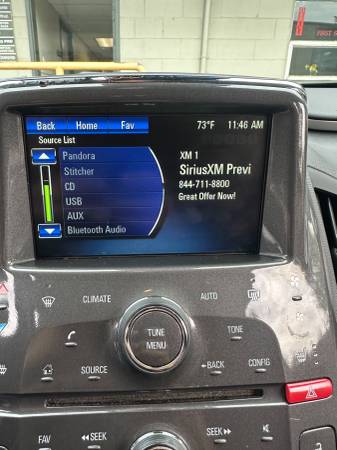 Back Home Fav 73°F 11:46 AM
Source List
Pandora
Stitcher
CD
USB
AUX
Bluetooth Audio
XM 1
SiriusXM Previ
844-711-8800
Great Offer Now!
CLIMATE
AUTO
TUNE
MENU
TONE
SOURCE
BACK
CONFIG
FAV
SEEK
SEEK
FIRST